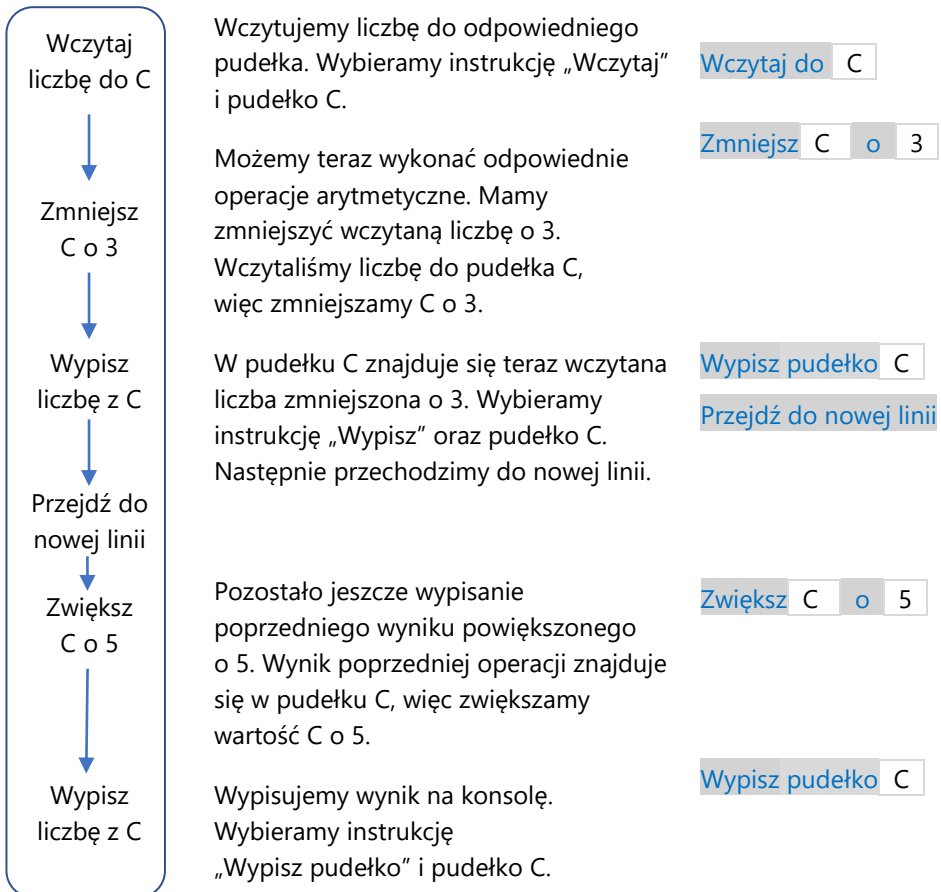 Wczytaj
liczbę do C
Wczytujemy liczbę do odpowiedniego
pudełka. Wybieramy instrukcję „Wczytaj”
i pudełko C.
Wczytaj do C
Zmniejsz
C o 3
Możemy teraz wykonać odpowiednie
operacje arytmetyczne. Mamy
zmniejszyć wczytaną liczbę o 3.
Wczytaliśmy liczbę do pudełka C,
więc zmniejszamy C o 3.
Zmniejsz C o 3
Wypisz
liczbę z C
W pudełku C znajduje się teraz wczytana
liczba zmniejszona o 3. Wybieramy
instrukcję „Wypisz” oraz pudełko C.
Następnie przechodzimy do nowej linii.
Wypisz pudełko C
Przejdź do nowej linii
Przejdź do
nowej linii
Zwiększ
C o 5
Pozostało jeszcze wypisanie
poprzedniego wyniku powiększonego
o 5. Wynik poprzedniej operacji znajduje
się w pudełku C, więc zwiększamy
wartość C o 5.
Zwiększ C o 5
Wypisz
liczbę z C
Wypisujemy wynik na konsolę.
Wybieramy instrukcję
„Wypisz pudełko” i pudełko C.
Wypisz pudełko C